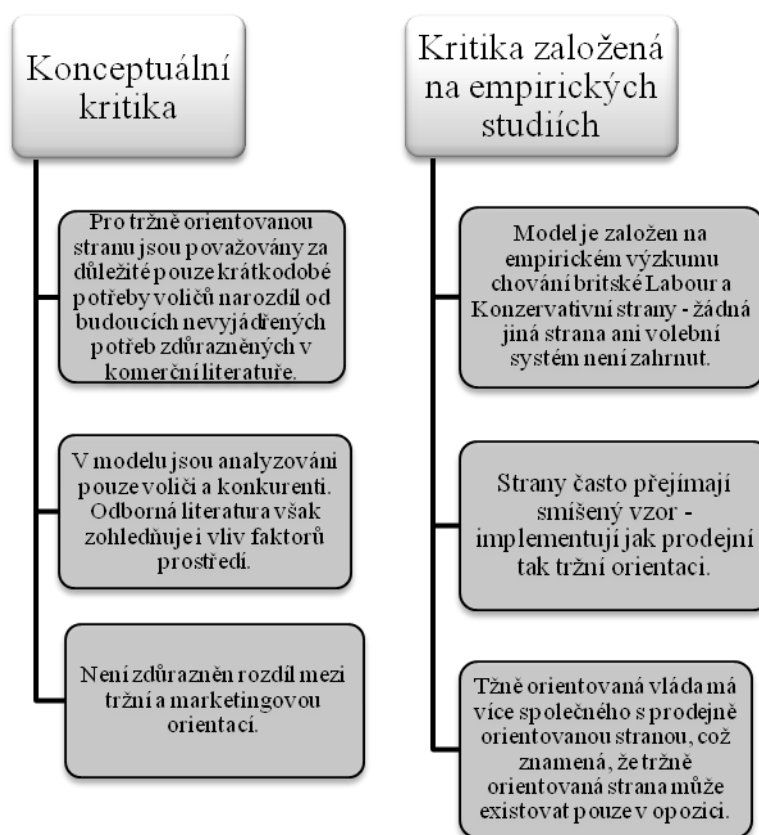 Konceptuální
kritika
Pro tržně orientovanou
stranu jsou považovány za
důležité pouze krátkodobé
potřeby voličů narozdíl od
budoucích nevyjádřených
potřeb zdůrazněných v
komerční literatuře.
V modelu jsou analyzováni
pouze voliči a konkurenti.
Odborná literatura však
zohledňuje i vliv faktorů
prostředí.
Není zdůrazněn rozdíl mezi
tržní a marketingovou
orientací.
Kritika založená
na empirických
studiích
Model je založen na
empirickém výzkumu
chování britské Labour a
Konzervativní strany - žádná
jiná strana ani volební
systém není zahrnut.
Strany často přejímají
smíšený vzor -
implementují jak prodejní
tak tržní orientaci.
Tžně orientovaná vláda má
více společného s prodejně
orientovanou stranou, což
znamená, že tržně
orientovaná strana může
existovat pouze v opozici.